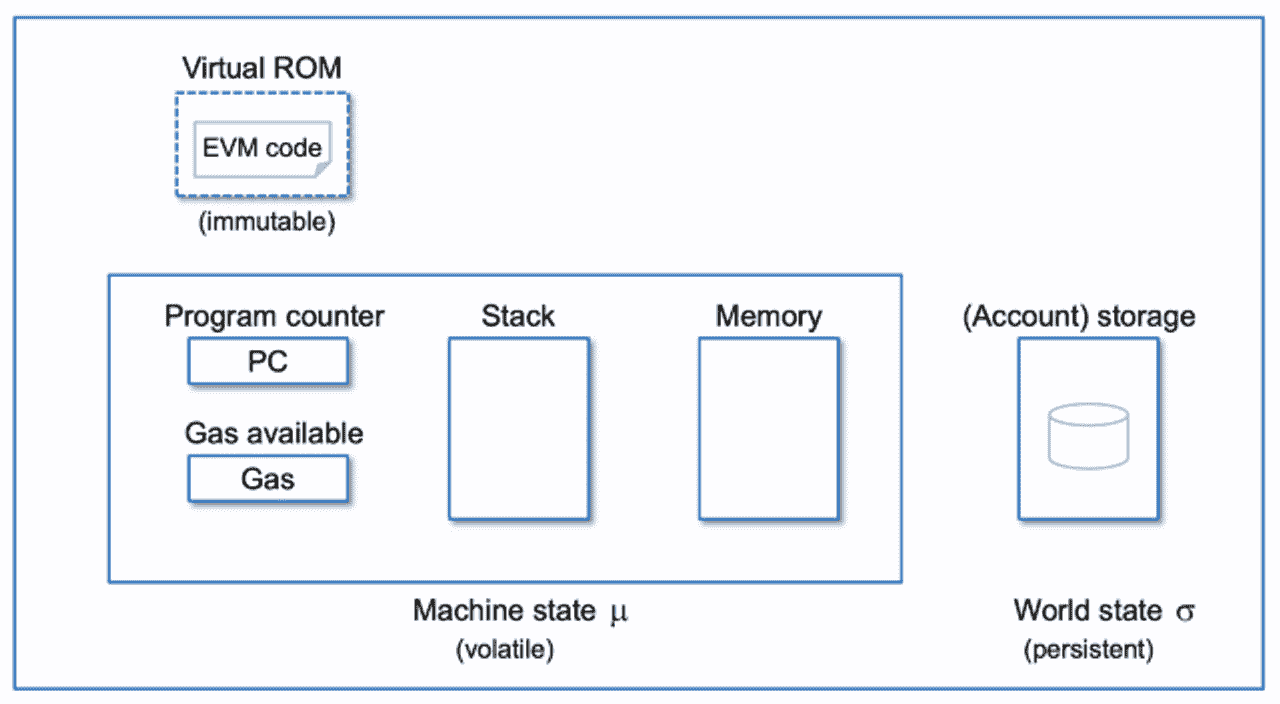 Virtual ROM
EVM code
(immutable)
Program counter
PC
Gas available
Gas
Stack
Memory
(Account) storage
Machine state μ
(volatile)
World state σ
(persistent)